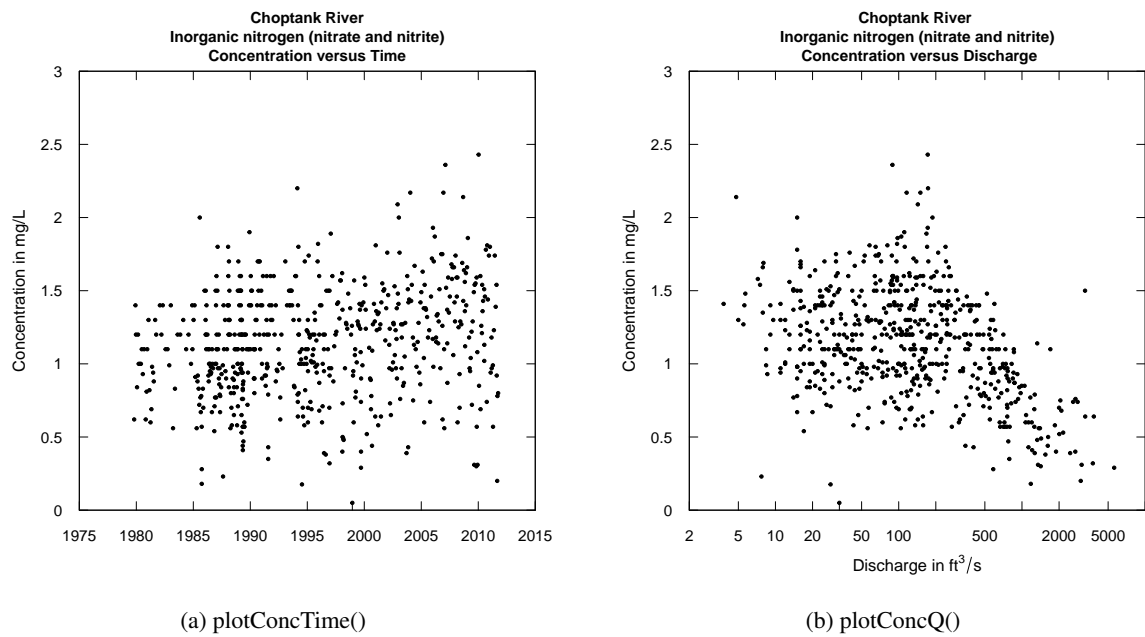 Choptank River
Inorganic nitrogen (nitrate and nitrite)
Concentration versus Time
3
2.5
2
1.5
1
0.5
0
Concentration in mg/L
1975 1980 1985 1990 1995 2000 2005 2010 2015
(a) plotConcTime()
Choptank River
Inorganic nitrogen (nitrate and nitrite)
Concentration versus Discharge
3
2.5
2
1.5
1
0.5
0
Concentration in mg/L
2 5 10 20 50 100 500 2000 5000
Discharge in ft³/s
(b) plotConcQ()